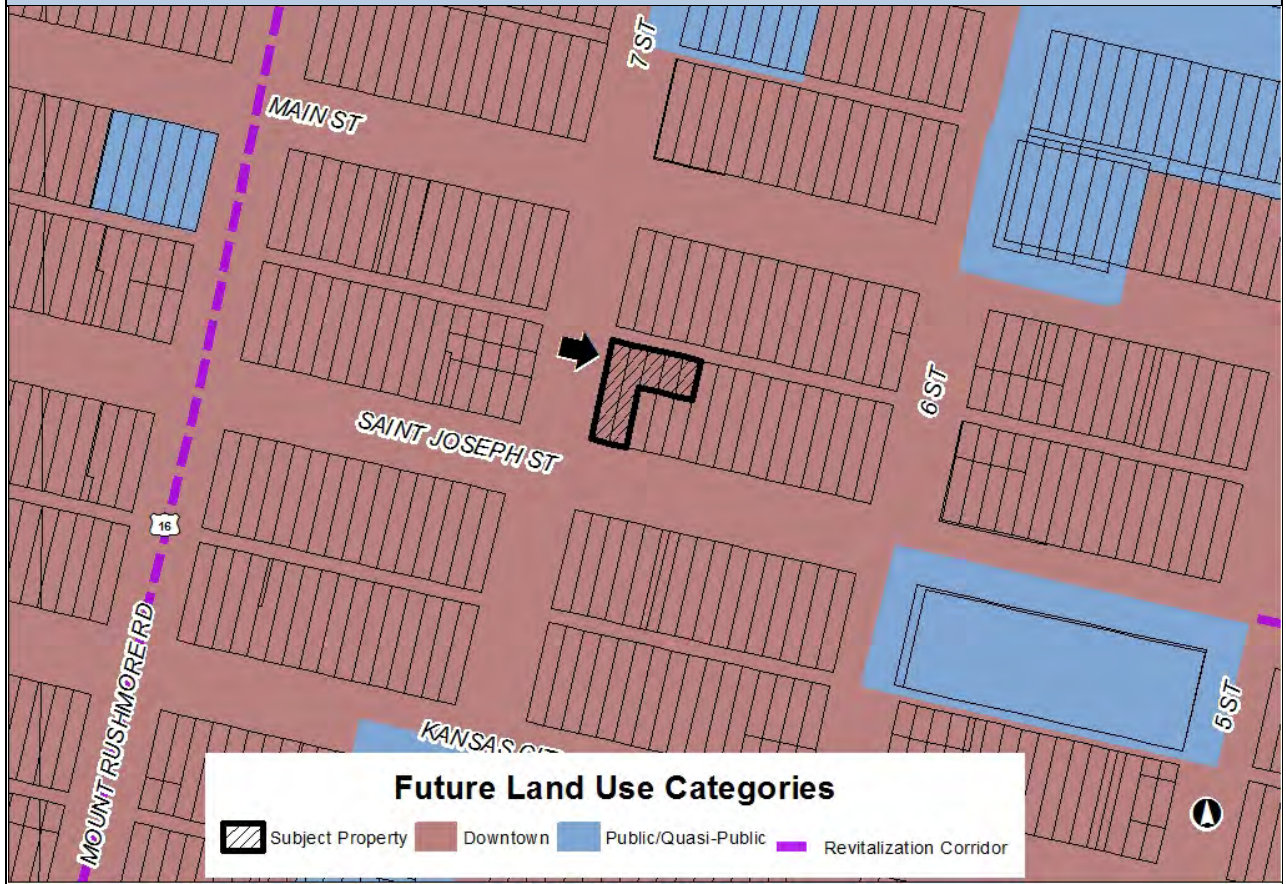 7 ST
MAIN ST
6 ST
SAINT JOSEPH ST
16
MOUNT RUSHMORE RD
5 ST
KANSAS CIT
Future Land Use Categories
Subject Property
Downtown
Public/Quasi-Public
Revitalization Corridor